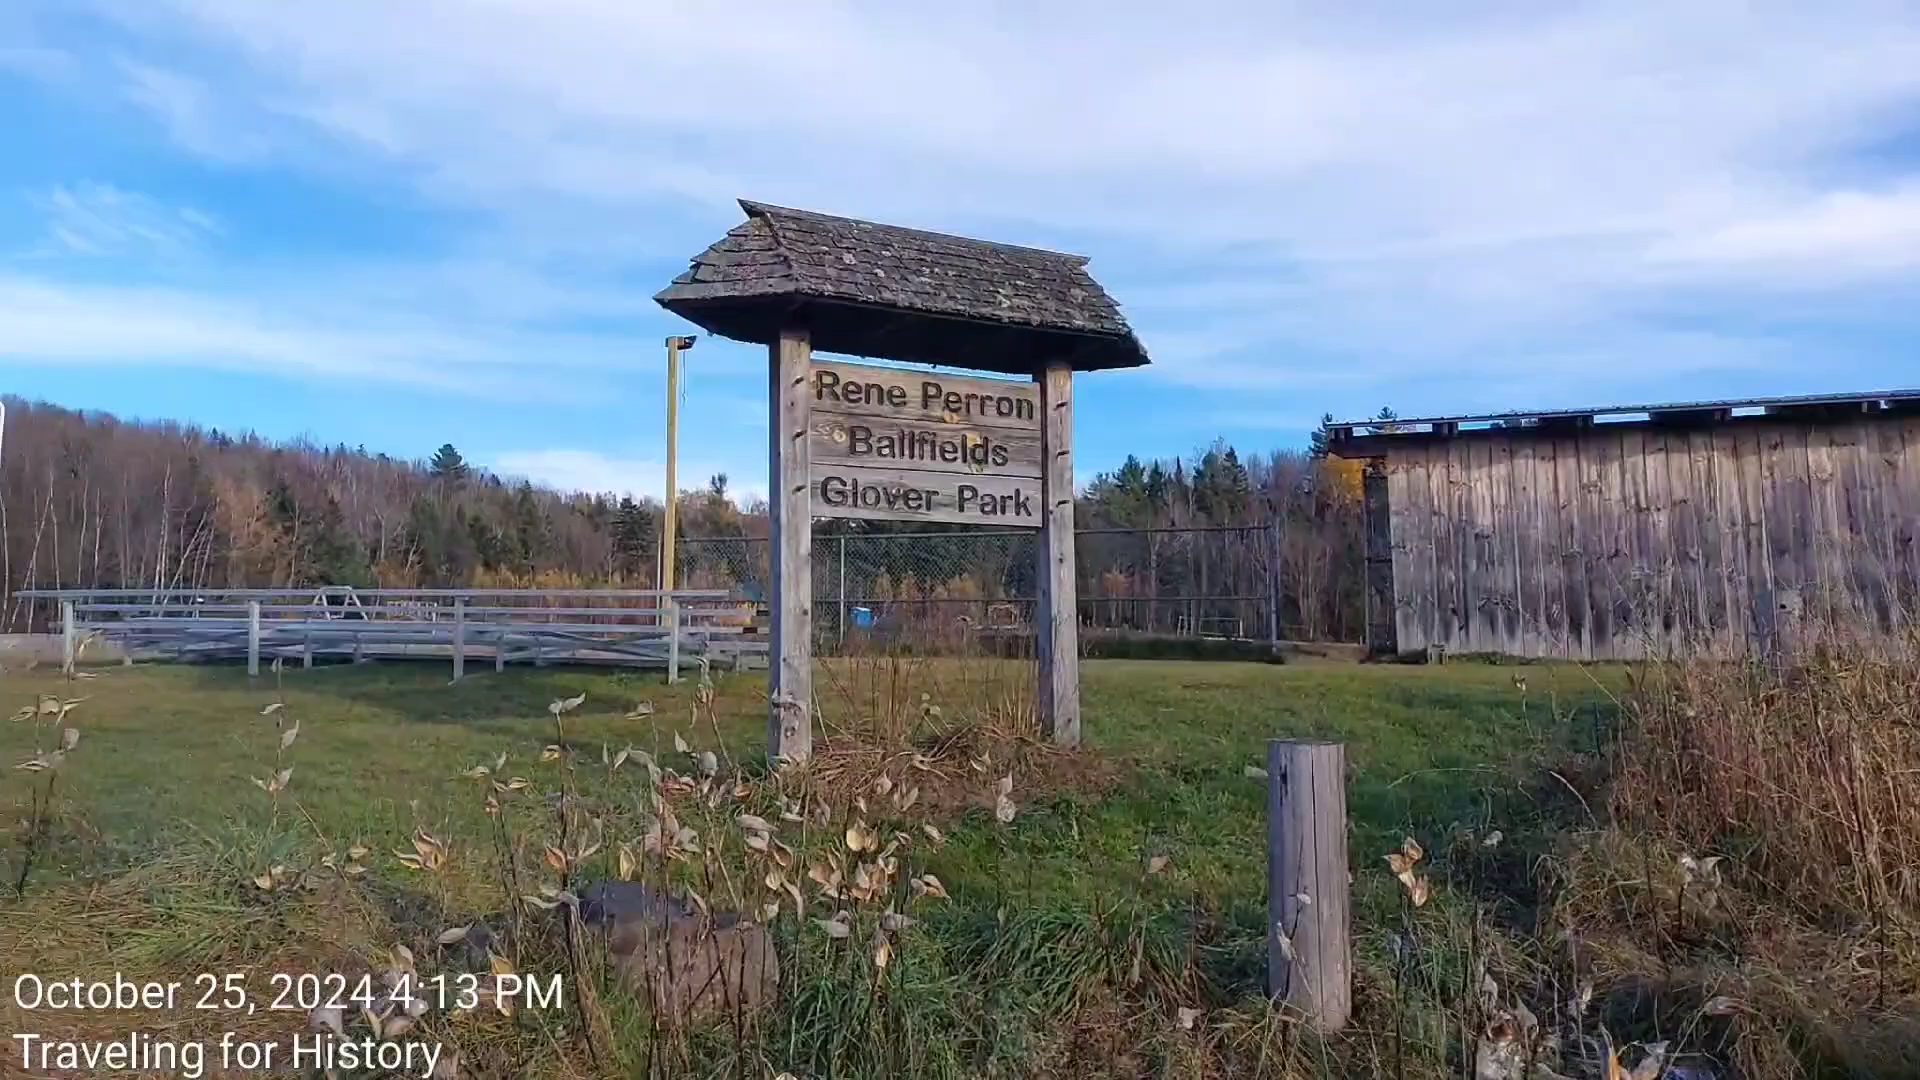 Rene Perron
Ballfields
Glover Park
October 25, 2024 4:13 PM
Traveling for History